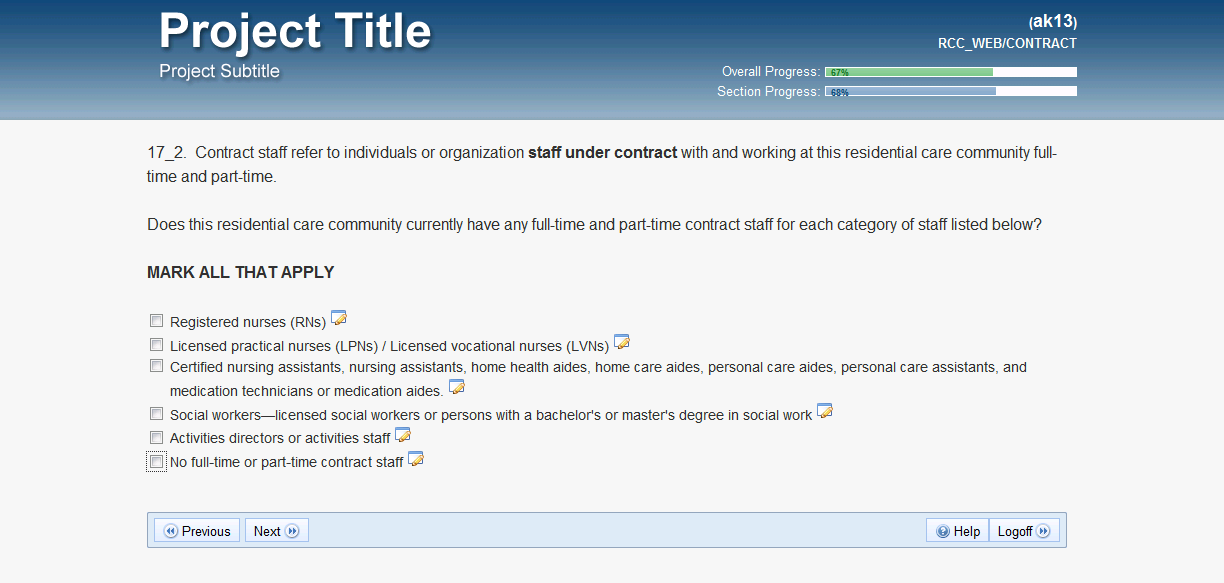 Project Title
(ak13)
RCC_WEB/CONTRACT
Project Subtitle
Overall Progress: 67%
Section Progress: 68%
17_2. Contract staff refer to individuals or organization staff under contract with and working at this residential care community full-
time and part-time.
Does this residential care community currently have any full-time and part-time contract staff for each category of staff listed below?
MARK ALL THAT APPLY
Registered nurses (RNs)
Licensed practical nurses (LPNs) / Licensed vocational nurses (LVNs)
Certified nursing assistants, nursing assistants, home health aides, home care aides, personal care aides, personal care assistants, and
medication technicians or medication aides.
Social workers—licensed social workers or persons with a bachelor's or master's degree in social work
Activities directors or activities staff
No full-time or part-time contract staff
Previous Next Help Logoff